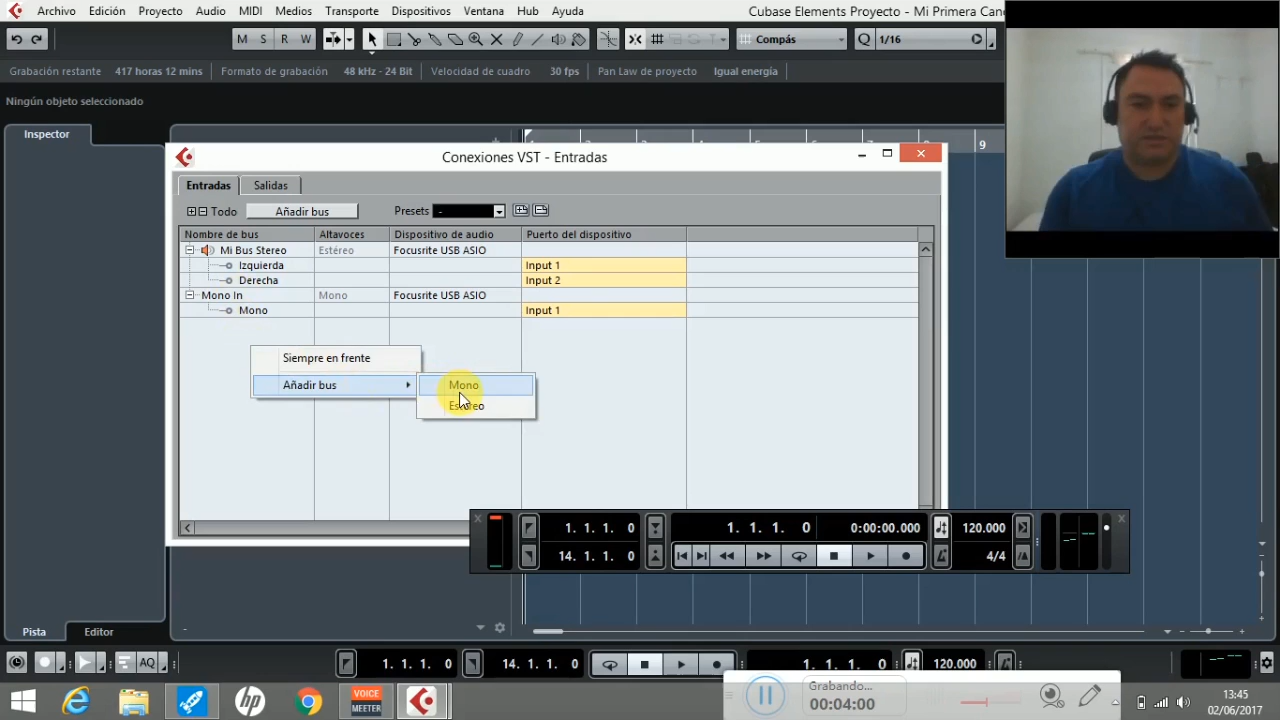 Archivo Edición Proyecto Audio MIDI Medios Transporte Dispositivos Ventana Hub Ayuda Cubase Elements Proyecto - Mi Primera Can
M S R W Compás Q 1/16
Grabación restante 417 horas 12 mins Formato de grabación 48 kHz - 24 Bit Velocidad de cuadro 30 fps Pan Law de proyecto Igual energía
Ningún objeto seleccionado
Inspector
9
Conexiones VST - Entradas
Entradas Salidas
Todo Añadir bus Presets -
Nombre de bus Altavoces Dispositivo de audio Puerto del dispositivo
Mi Bus Stereo Estéreo Focusrite USB ASIO
Izquierda Input 1
Derecha Input 2
Mono In Mono Focusrite USB ASIO
Mono Input 1
Siempre en frente
Añadir bus Mono
Estéreo
1. 1. 1. 0 1. 1. 1. 0 0:00:00.000 120.000
14. 1. 1. 0 4/4
Pista Editor -
AQ 1. 1. 1. 0 14. 1. 1. 0 1. 1. 1. 0 120.000
VOICE MEETER
Grabando...
00:04:00
13:45
02/06/2017